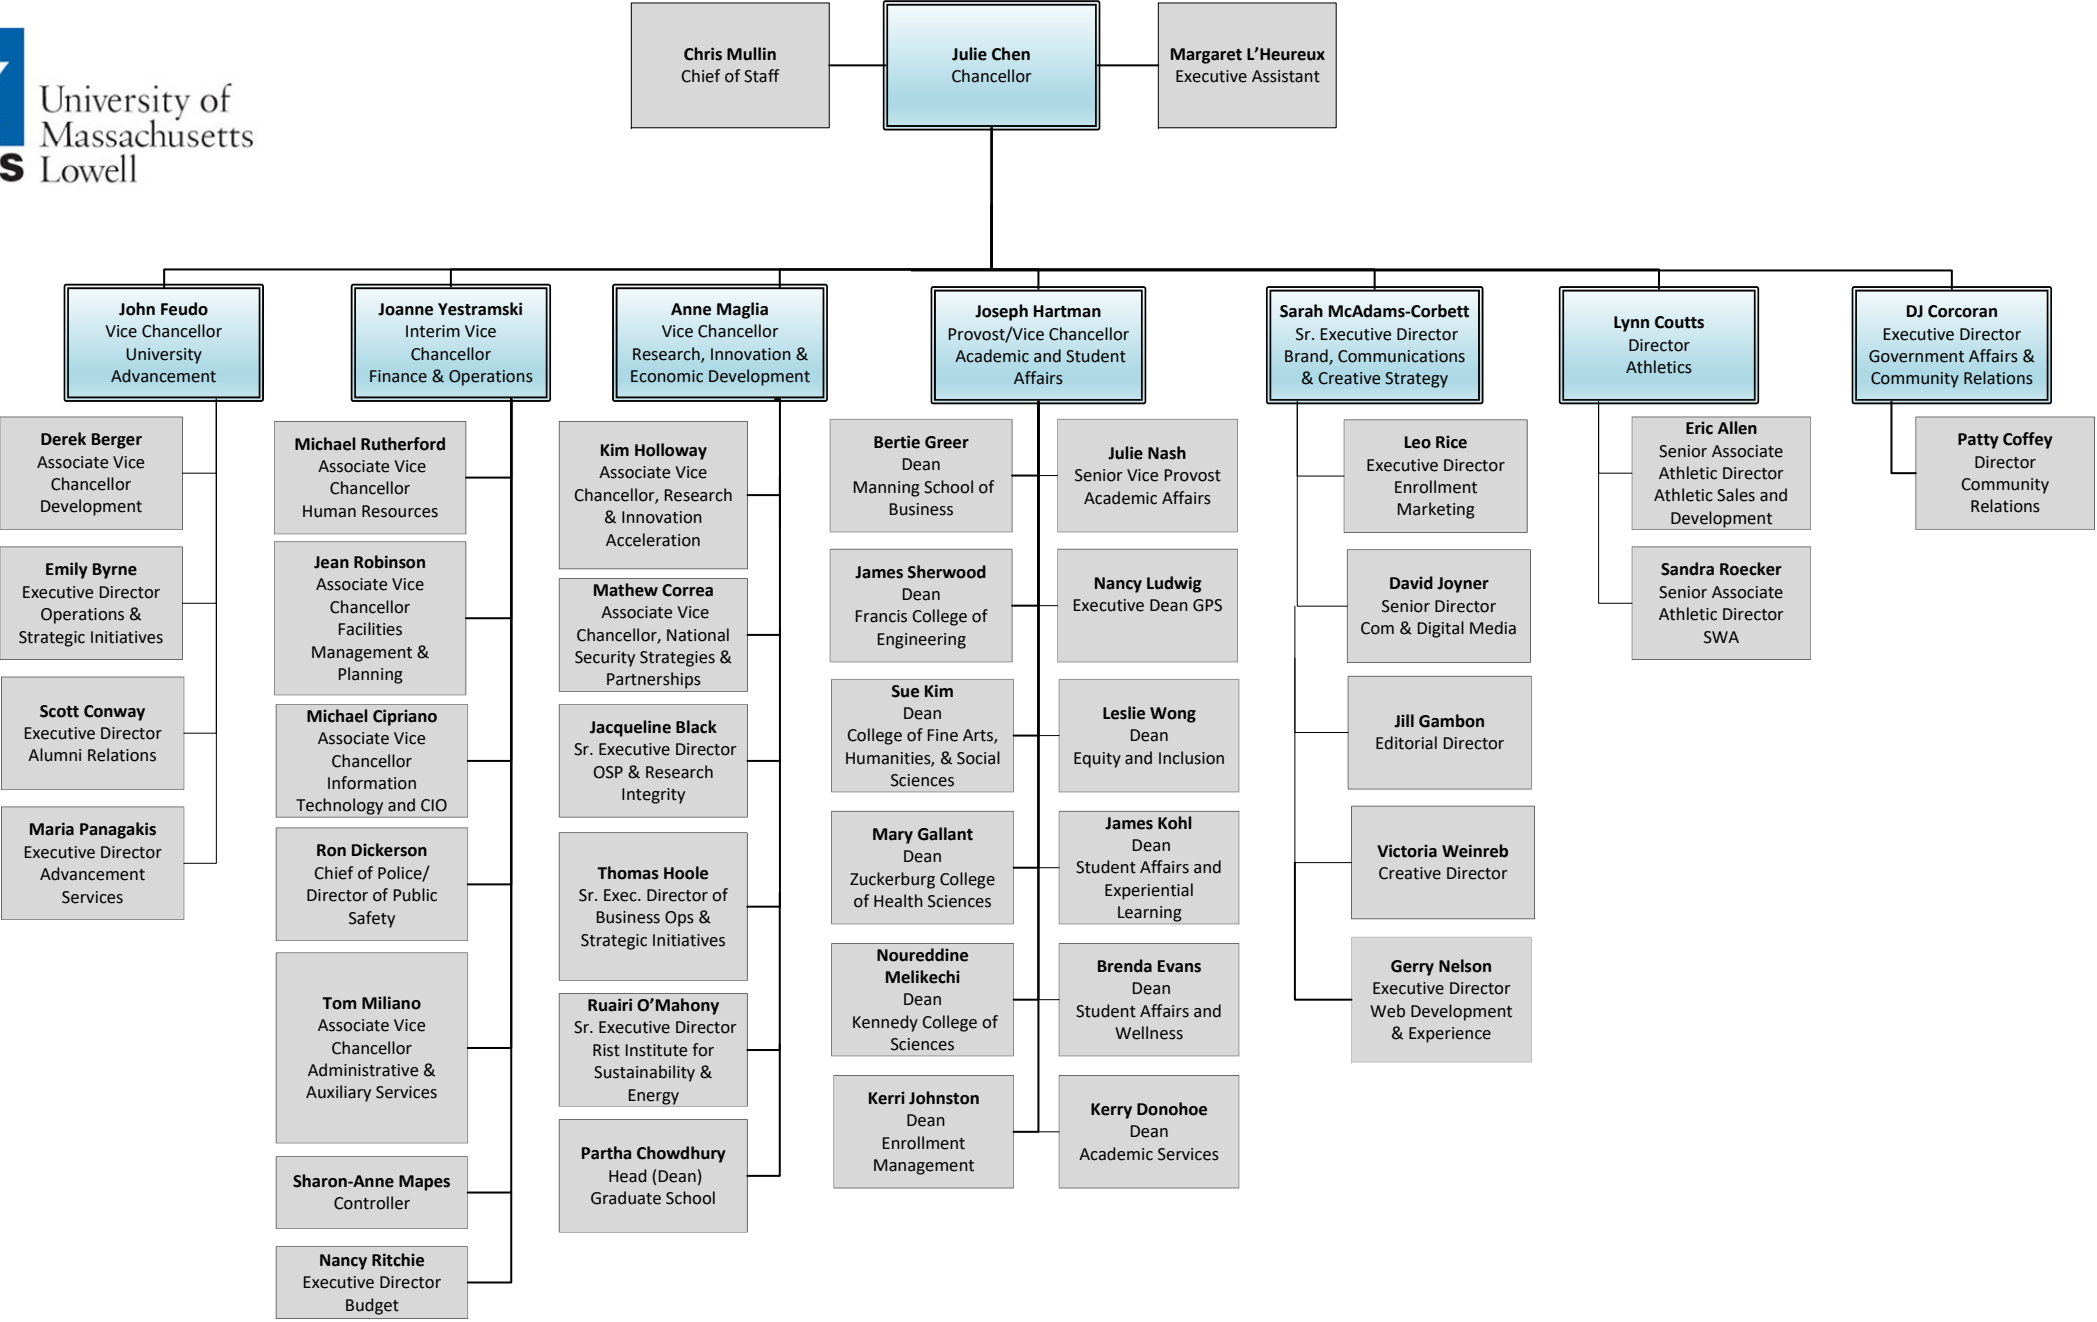 University of
Massachusetts
Lowell
S
Chris Mullin
Chief of Staff
Julie Chen
Chancellor
Margaret L’Heureux
Executive Assistant
John Feudo
Vice Chancellor
University
Advancement
Joanne Yestramski
Interim Vice
Chancellor
Finance & Operations
Anne Maglia
Vice Chancellor
Research, Innovation &
Economic Development
Joseph Hartman
Provost/Vice Chancellor
Academic and Student
Affairs
Sarah McAdams-Corbett
Sr. Executive Director
Brand, Communications
& Creative Strategy
Lynn Coutts
Director
Athletics
DJ Corcoran
Executive Director
Government Affairs &
Community Relations
Derek Berger
Associate Vice
Chancellor
Development
Emily Byrne
Executive Director
Operations &
Strategic Initiatives
Scott Conway
Executive Director
Alumni Relations
Maria Panagakis
Executive Director
Advancement
Services
Michael Rutherford
Associate Vice
Chancellor
Human Resources
Jean Robinson
Associate Vice
Chancellor
Facilities
Management &
Planning
Michael Cipriano
Associate Vice
Chancellor
Information
Technology and CIO
Ron Dickerson
Chief of Police/
Director of Public
Safety
Tom Miliano
Associate Vice
Chancellor
Administrative &
Auxiliary Services
Sharon-Anne Mapes
Controller
Nancy Ritchie
Executive Director
Budget
Kim Holloway
Associate Vice
Chancellor, Research
& Innovation
Acceleration
Mathew Correa
Associate Vice
Chancellor, National
Security Strategies &
Partnerships
Jacqueline Black
Sr. Executive Director
OSP & Research
Integrity
Thomas Hoole
Sr. Exec. Director of
Business Ops &
Strategic Initiatives
Ruairi O’Mahony
Sr. Executive Director
Rist Institute for
Sustainability &
Energy
Partha Chowdhury
Head (Dean)
Graduate School
Bertie Greer
Dean
Manning School of
Business
James Sherwood
Dean
Francis College of
Engineering
Sue Kim
Dean
College of Fine Arts,
Humanities, & Social
Sciences
Mary Gallant
Dean
Zuckerburg College
of Health Sciences
Noureddine
Melikechi
Dean
Kennedy College of
Sciences
Kerri Johnston
Dean
Enrollment
Management
Julie Nash
Senior Vice Provost
Academic Affairs
Nancy Ludwig
Executive Dean GPS
Leslie Wong
Dean
Equity and Inclusion
James Kohl
Dean
Student Affairs and
Experiential
Learning
Brenda Evans
Dean
Student Affairs and
Wellness
Kerry Donohoe
Dean
Academic Services
Leo Rice
Executive Director
Enrollment
Marketing
David Joyner
Senior Director
Com & Digital Media
Jill Gambon
Editorial Director
Victoria Weinreb
Creative Director
Gerry Nelson
Executive Director
Web Development
& Experience
Eric Allen
Senior Associate
Athletic Director
Athletic Sales and
Development
Sandra Roecker
Senior Associate
Athletic Director
SWA
Patty Coffey
Director
Community
Relations